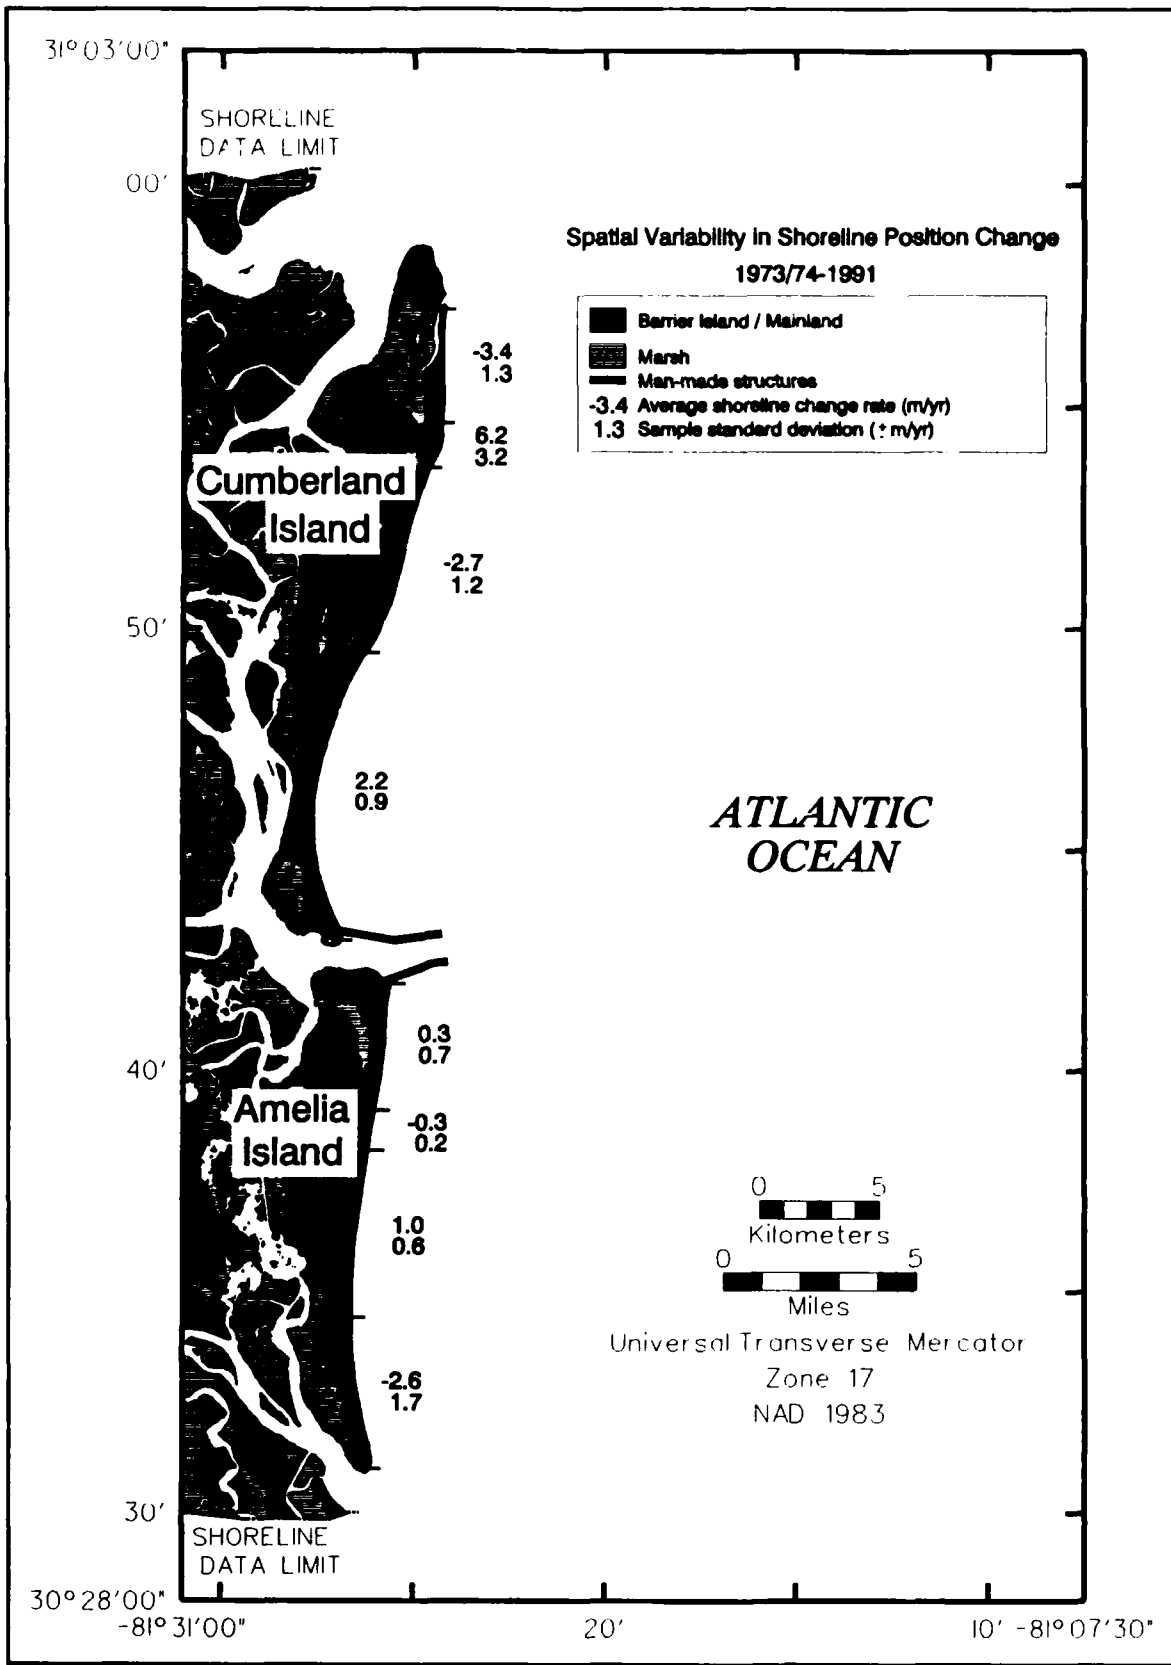 31°03'00"
SHORELINE
DATA LIMIT
00'
Spatial Variability in Shoreline Position Change
1973/74-1991
Barrier Island / Mainland
Marsh
Man-made structures
-3.4 Average shoreline change rate (m/yr)
1.3 Sample standard deviation (± m/yr)
-3.4
1.3
6.2
3.2
Cumberland
Island
-2.7
1.2
50'
2.2
0.9
ATLANTIC
OCEAN
0.3
0.7
40'
Amelia
Island
-0.3
0.2
1.0
0.6
0 5
Kilometers
0 5
Miles
Universal Transverse Mercator
Zone 17
NAD 1983
-2.6
1.7
30'
SHORELINE
DATA LIMIT
30°28'00"
-81°31'00" 20' 10' -81°07'30"